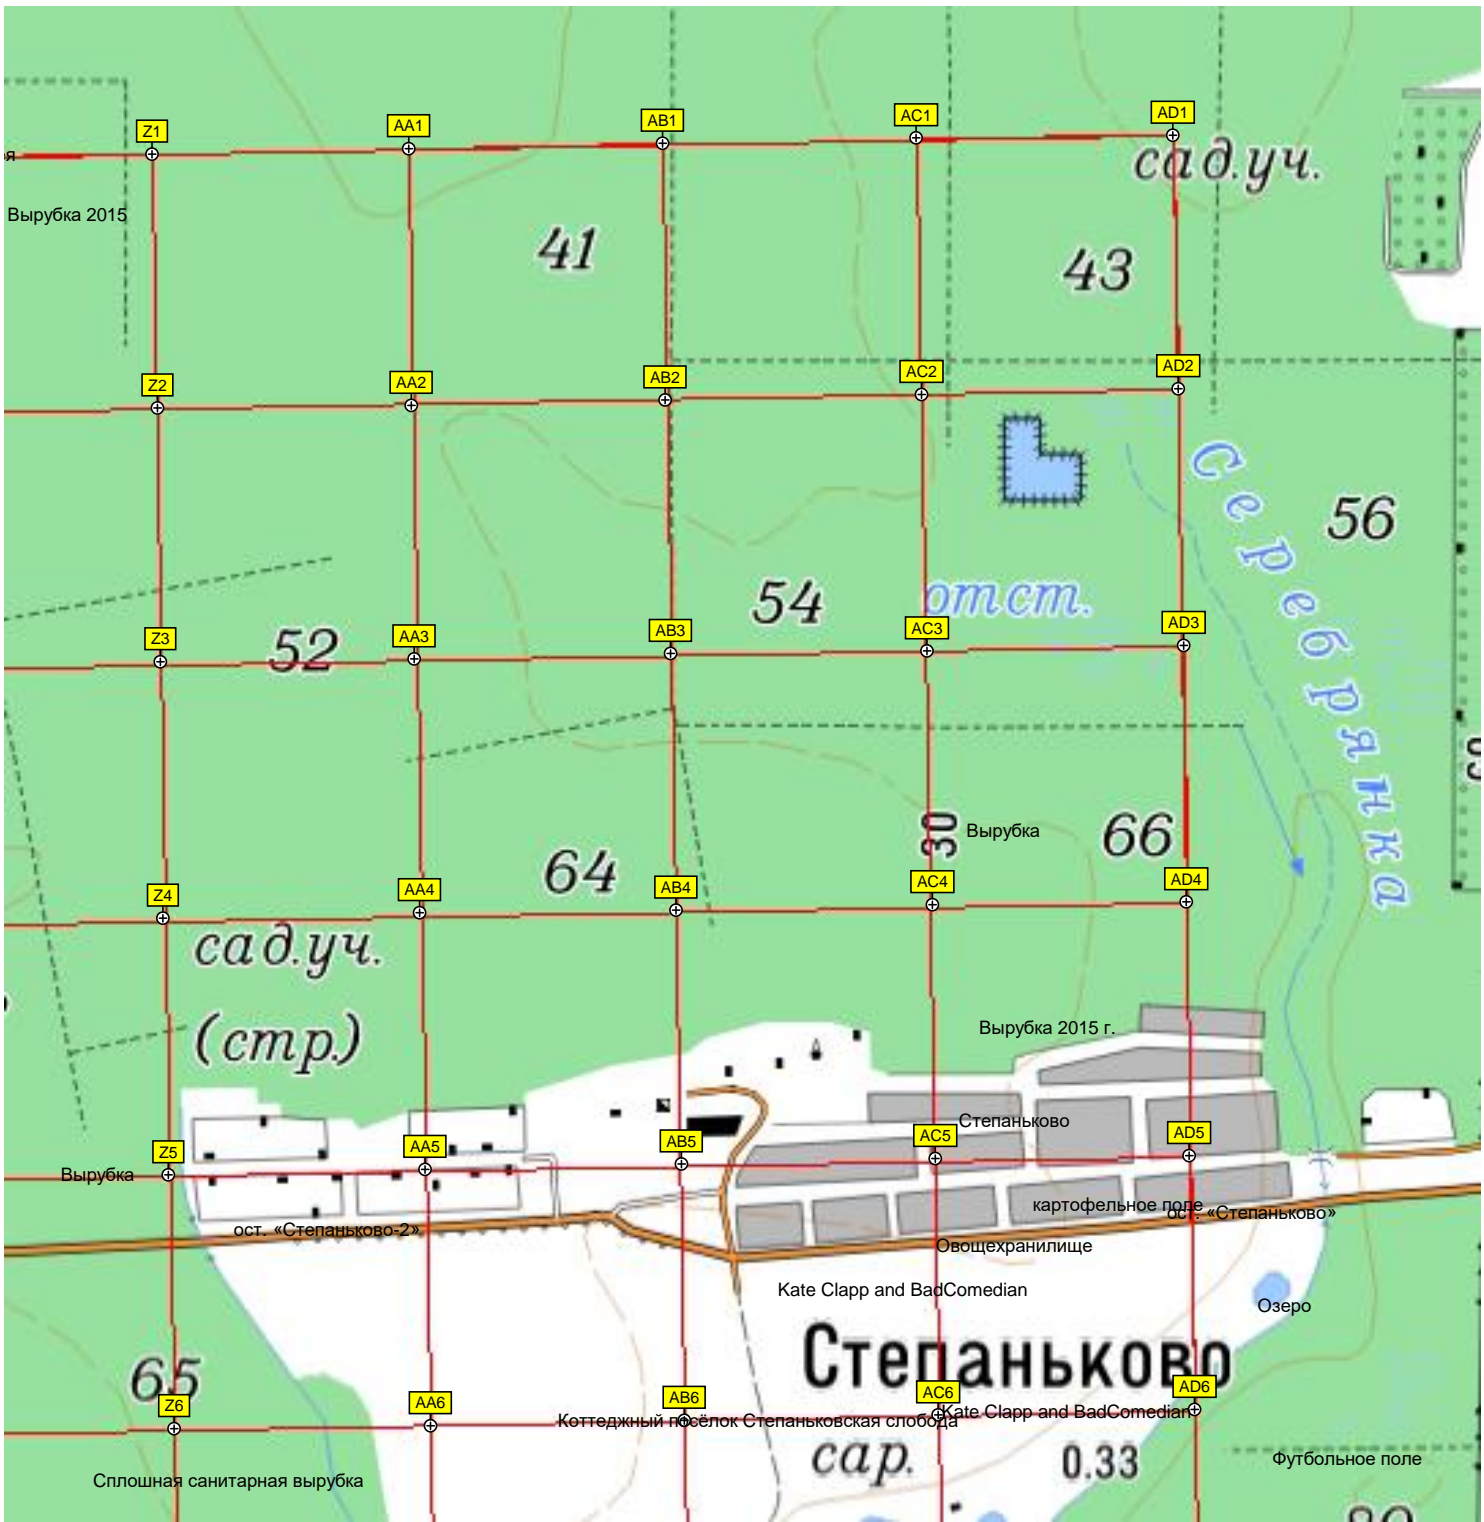 Z1
AA1
AB1
AC1
AD1
я
сад.уч.
Вырубка 2015
41
43
Z2
AA2
AB2
AC2
AD2
Серебрянка
56
54
отст.
Z3
AA3
AB3
AC3
AD3
52
30
Вырубка
66
64
Z4
AA4
AB4
AC4
AD4
сад.уч.
(стр.)
Вырубка 2015 г.
Степаньково
Z5
AA5
AB5
AC5
AD5
Вырубка
картофельное поле
ост. «Степаньково»
ост. «Степаньково-2»
Овощехранилище
Kate Clapp and BadComedian
Озеро
Степаньково
65
Z6
AA6
AB6
AC6
AD6
Kate Clapp and BadComedian
Коттеджный посёлок Степаньковская слобода
сар.
0.33
Футбольное поле
Сплошная санитарная вырубка